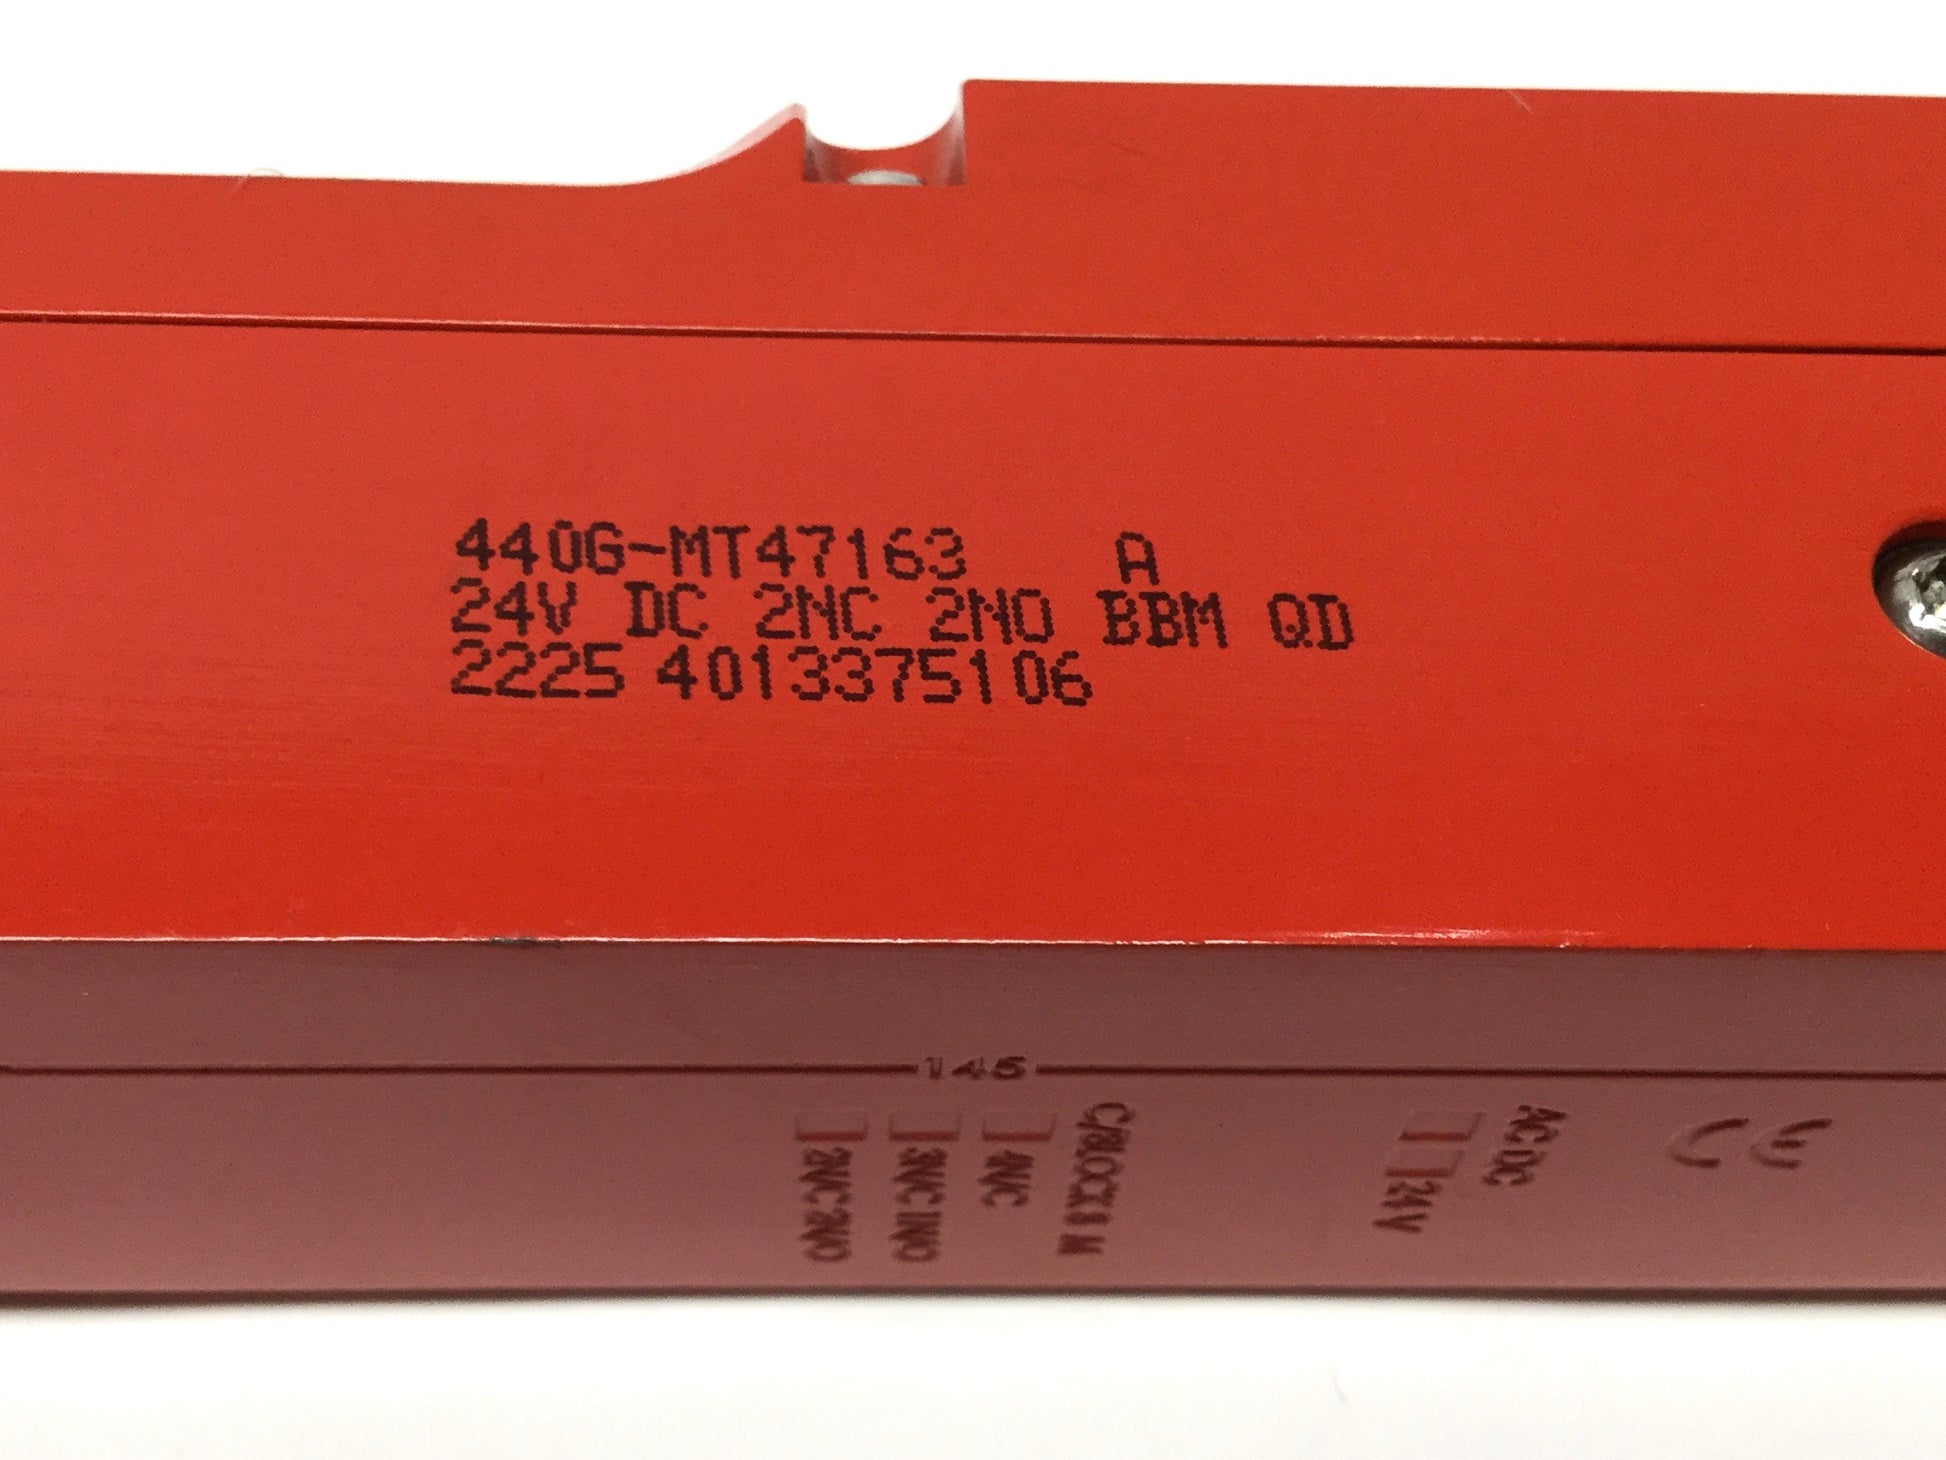 440G-MT47163 A
24V DC 2NC 2NO BBM QD
2225 4013375106
145
CE
AC/DC
24V
4NC
3NC 1NO
2NC 2NO